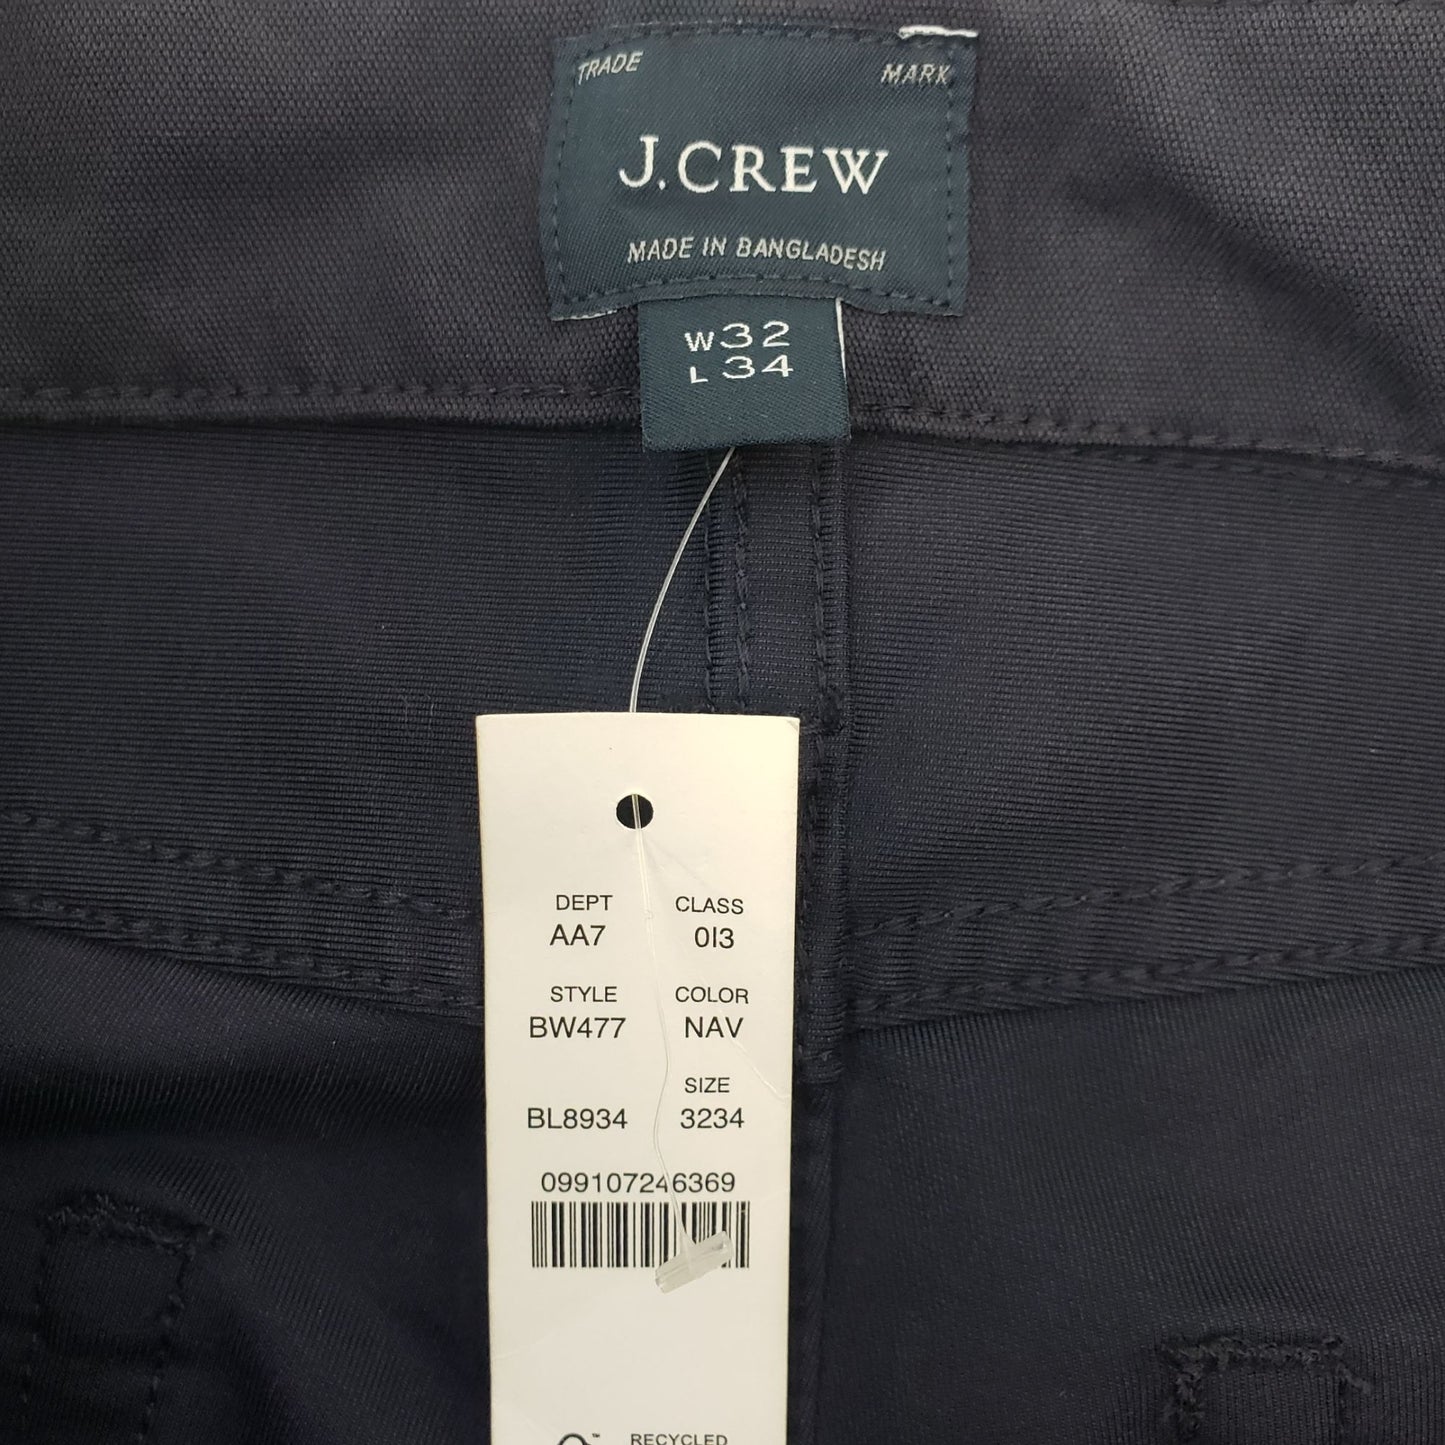 TRADE MARK
J.CREW
MADE IN BANGLADESH
W32
L34
DEPT CLASS
AA7 0I3
STYLE COLOR
BW477 NAV
SIZE
BL8934 3234
099107246369
™ RECYCLED